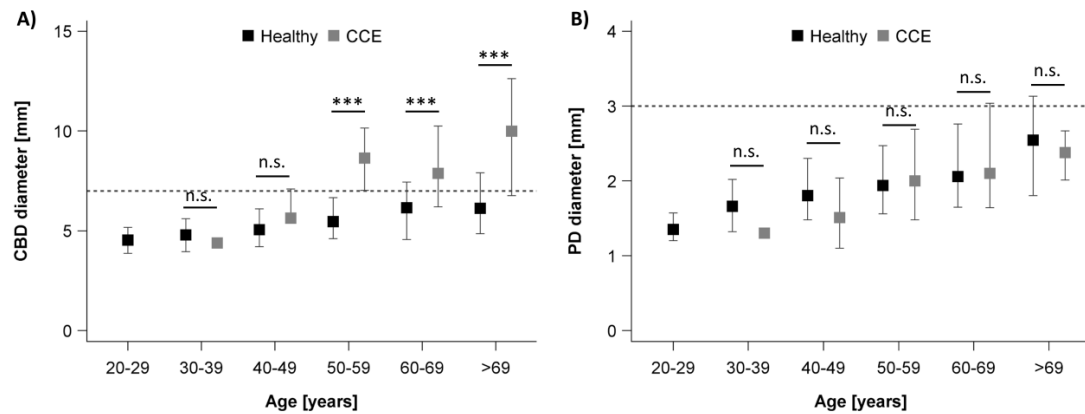 A)
Healthy CCE
15
10
5
0
CBD diameter [mm]
n.s.
n.s.
***
***
***
20-29 30-39 40-49 50-59 60-69 >69
Age [years]
B)
Healthy CCE
4
3
2
1
0
PD diameter [mm]
n.s.
n.s.
n.s.
n.s.
n.s.
20-29 30-39 40-49 50-59 60-69 >69
Age [years]